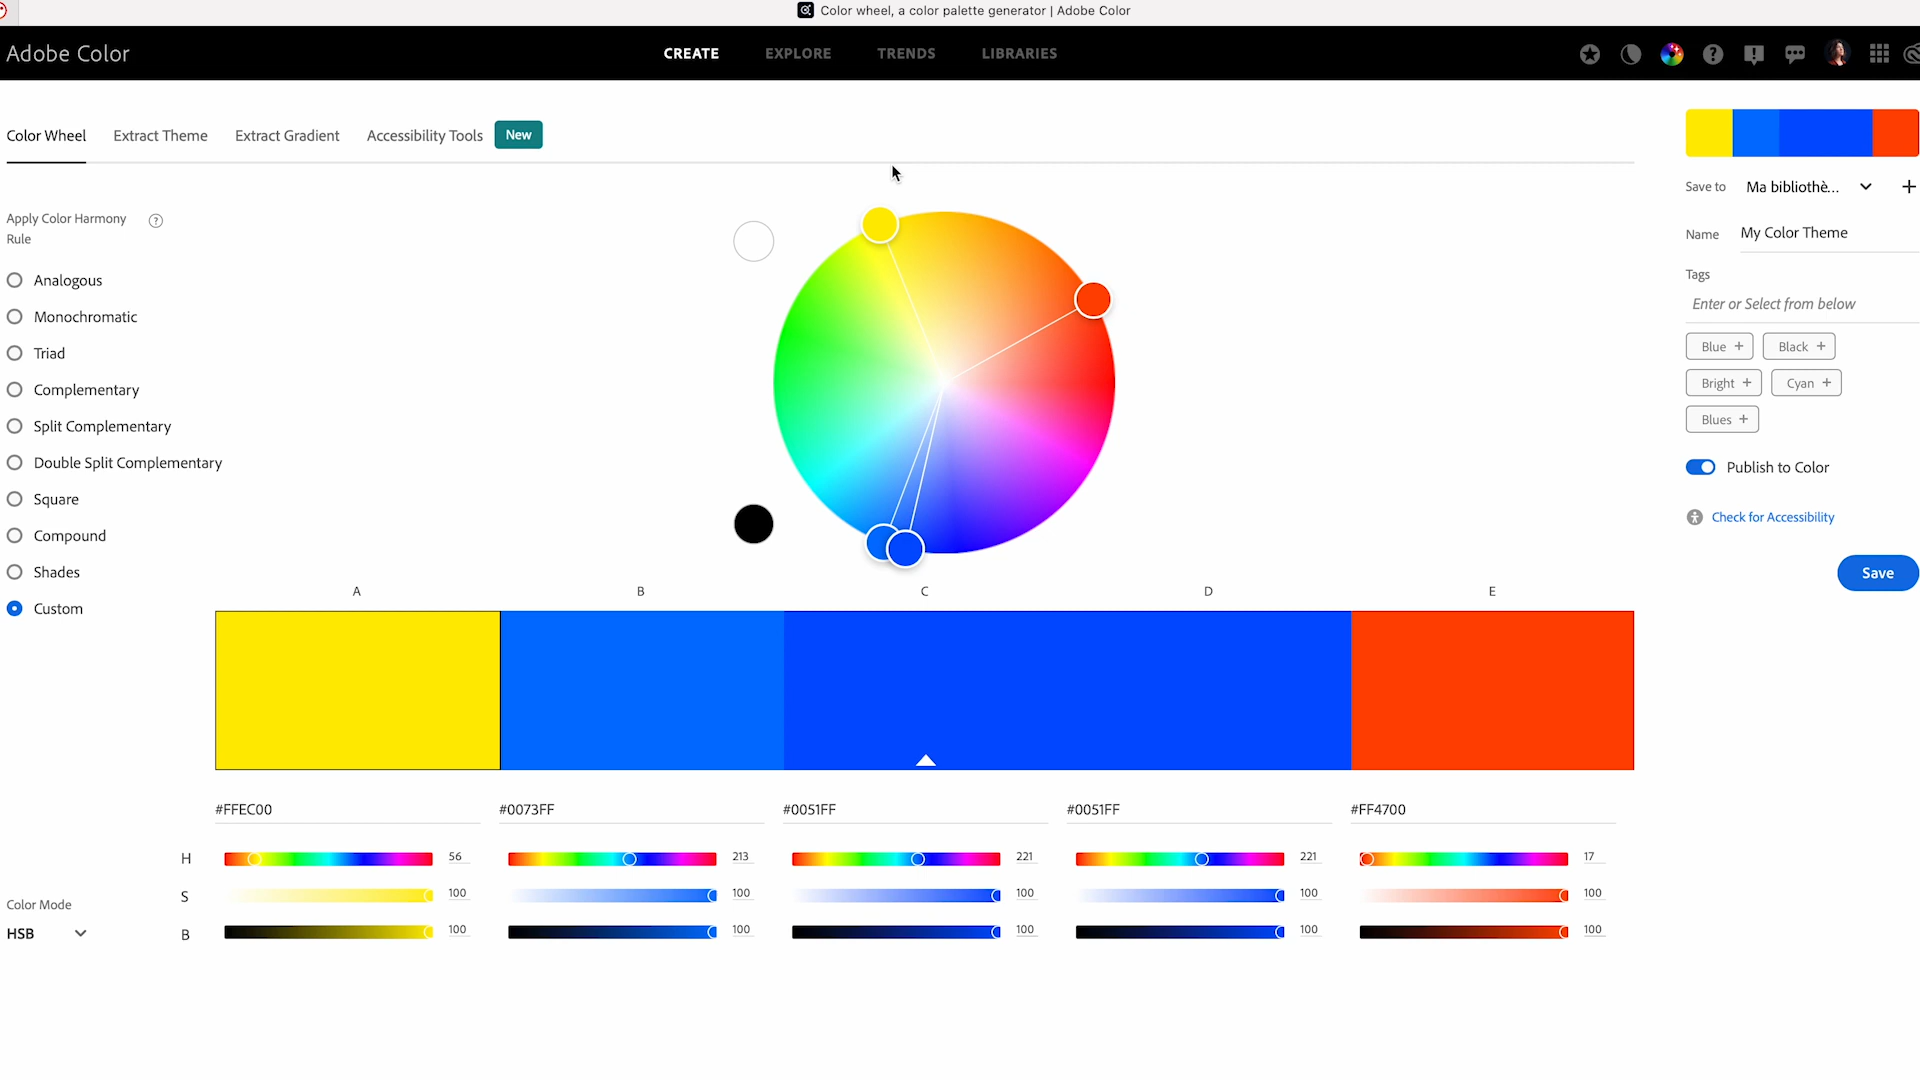 Color wheel, a color palette generator | Adobe Color
Adobe Color
CREATE
EXPLORE
TRENDS
LIBRARIES
Color Wheel
Extract Theme
Extract Gradient
Accessibility Tools
New
Apply Color Harmony
Rule
Analogous
Monochromatic
Triad
Complementary
Split Complementary
Double Split Complementary
Square
Compound
Shades
Custom
Save to
Ma bibliothè...
Name
My Color Theme
Tags
Enter or Select from below
Blue +
Black +
Bright +
Cyan +
Blues +
Publish to Color
Check for Accessibility
Save
A
B
C
D
E
#FFEC00
#0073FF
#0051FF
#0051FF
#FF4700
H
56
213
221
221
17
S
100
100
100
100
100
B
100
100
100
100
100
Color Mode
HSB